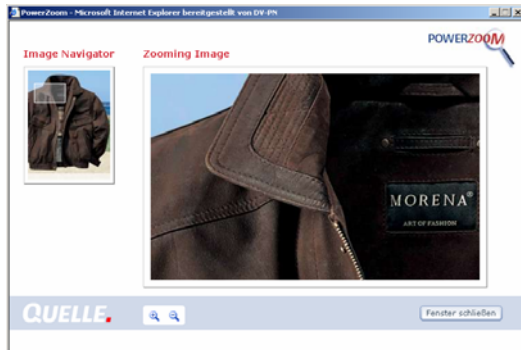 PowerZoom - Microsoft Internet Explorer bereitgestellt von DV-PN
POWERZOOM
Image Navigator
Zooming Image
MORENA®
ART OF FASHION
QUELLE.
Fenster schließen